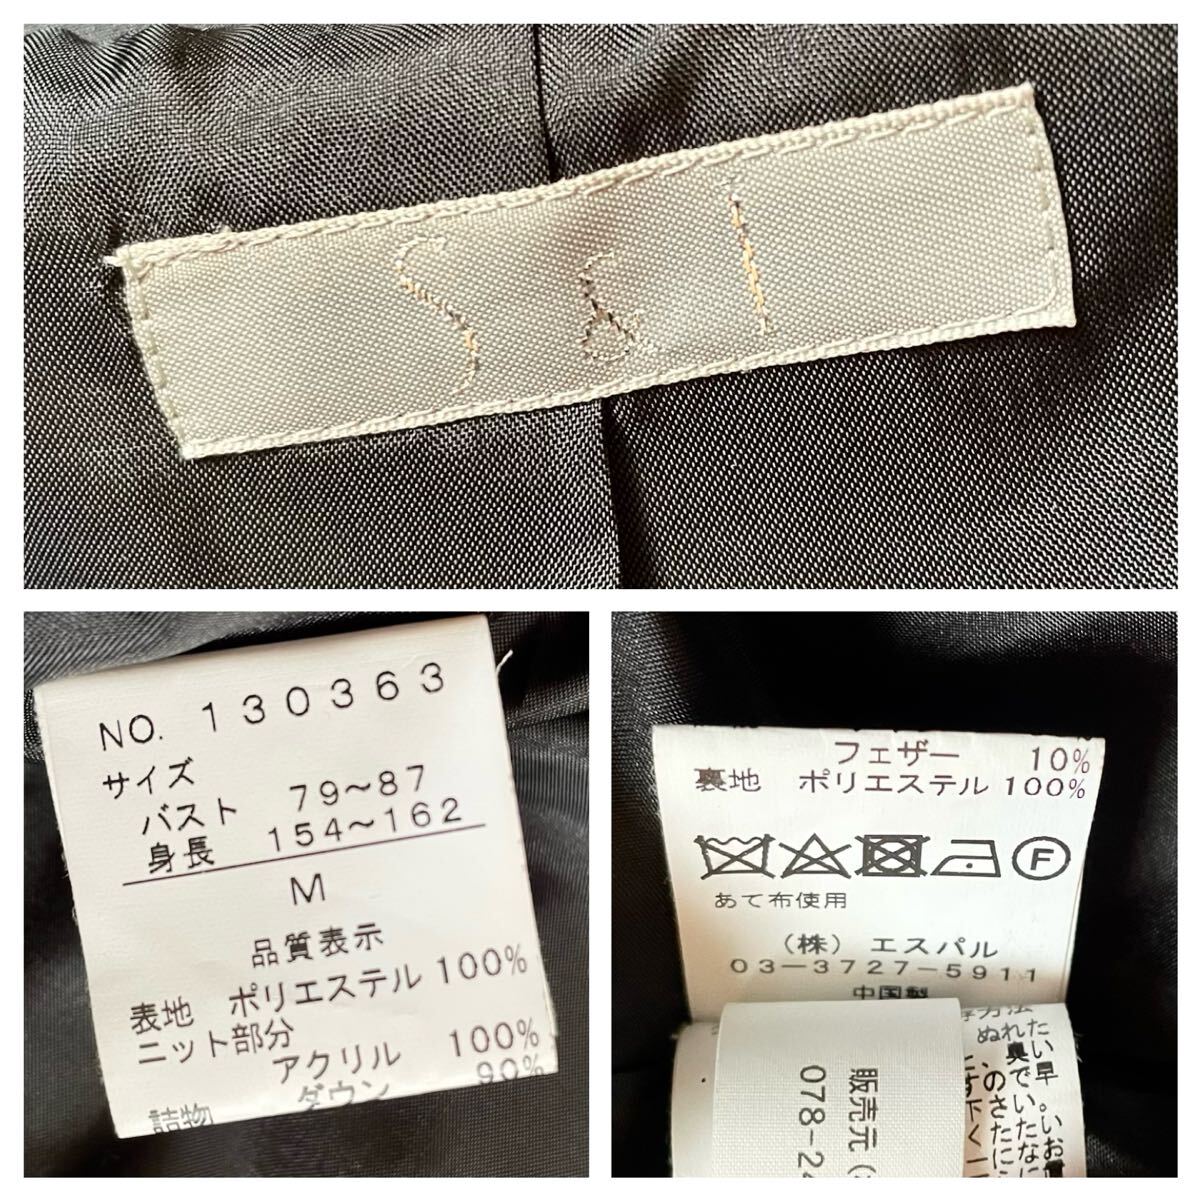 S & I
NO. 130363
サイズ
バスト 79~87
身長 154~162
M
品質表示
表地 ポリエステル 100%
ニット部分
アクリル 100%
詰物 ダウン 90%
フェザー 10%
裏地 ポリエステル 100%
F
あて布使用
(株) エスパル
03-3727-5911
中国製
販売元
078-2